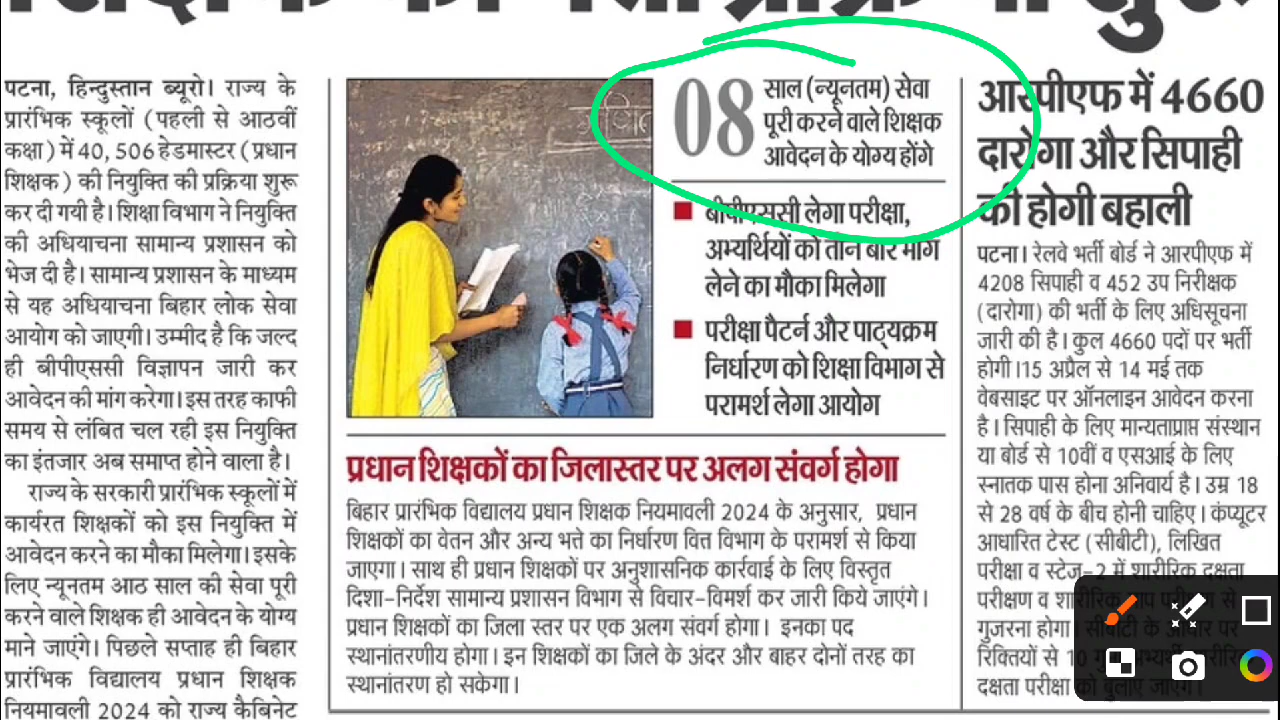 पटना, हिन्दुस्तान ब्यूरो। राज्य के
प्रारंभिक स्कूलों (पहली से आठवीं
कक्षा) में 40,506 हेडमास्टर (प्रधान
शिक्षक) की नियुक्ति की प्रक्रिया शुरू
कर दी गयी है। शिक्षा विभाग ने नियुक्ति
की अधियाचना सामान्य प्रशासन को
भेज दी है। सामान्य प्रशासन के माध्यम
से यह अधियाचना बिहार लोक सेवा
आयोग को जाएगी। उम्मीद है कि जल्द
ही बीपीएससी विज्ञापन जारी कर
आवेदन की मांग करेगा। इस तरह काफी
समय से लंबित चल रही इस नियुक्ति
का इंतजार अब समाप्त होने वाला है।
राज्य के सरकारी प्रारंभिक स्कूलों में
कार्यरत शिक्षकों को इस नियुक्ति में
आवेदन करने का मौका मिलेगा। इसके
लिए न्यूनतम आठ साल की सेवा पूरी
करने वाले शिक्षक ही आवेदन के योग्य
माने जाएंगे। पिछले सप्ताह ही बिहार
प्रारंभिक विद्यालय प्रधान शिक्षक
नियमावली 2024 को राज्य कैबिनेट
08
साल (न्यूनतम) सेवा
पूरी करने वाले शिक्षक
आवेदन के योग्य होंगे
बीपीएससी लेगा परीक्षा,
अभ्यर्थियों को तीन बार भाग
लेने का मौका मिलेगा
परीक्षा पैटर्न और पाठ्यक्रम
निर्धारण को शिक्षा विभाग से
परामर्श लेगा आयोग
प्रधान शिक्षकों का जिलास्तर पर अलग संवर्ग होगा
बिहार प्रारंभिक विद्यालय प्रधान शिक्षक नियमावली 2024 के अनुसार, प्रधान
शिक्षकों का वेतन और अन्य भत्ते का निर्धारण वित्त विभाग के परामर्श से किया
जाएगा। साथ ही प्रधान शिक्षकों पर अनुशासनिक कार्रवाई के लिए विस्तृत
दिशा-निर्देश सामान्य प्रशासन विभाग से विचार-विमर्श कर जारी किये जाएंगे।
प्रधान शिक्षकों का जिला स्तर पर एक अलग संवर्ग होगा। इनका पद
स्थानांतरणीय होगा। इन शिक्षकों का जिले के अंदर और बाहर दोनों तरह का
स्थानांतरण हो सकेगा।
आरपीएफ में 4660
दारोगा और सिपाही
की होगी बहाली
पटना। रेलवे भर्ती बोर्ड ने आरपीएफ में
4208 सिपाही व 452 उप निरीक्षक
(दारोगा) की भर्ती के लिए अधिसूचना
जारी की है। कुल 4660 पदों पर भर्ती
होगी।15 अप्रैल से 14 मई तक
वेबसाइट पर ऑनलाइन आवेदन करना
है। सिपाही के लिए मान्यताप्राप्त संस्थान
या बोर्ड से 10वीं व एसआई के लिए
स्नातक पास होना अनिवार्य है। उम्र 18
से 28 वर्ष के बीच होनी चाहिए। कंप्यूटर
आधारित टेस्ट (सीबीटी), लिखित
परीक्षा व स्टेज-2 में शारीरिक दक्षता
परीक्षण व शारीरिक माप परीक्षण से
गुजरना होगा। सीबीटी के आधार पर
रिक्तियों से 10 गुना
दक्षता परीक्षा को बुलाए जाएंगे।